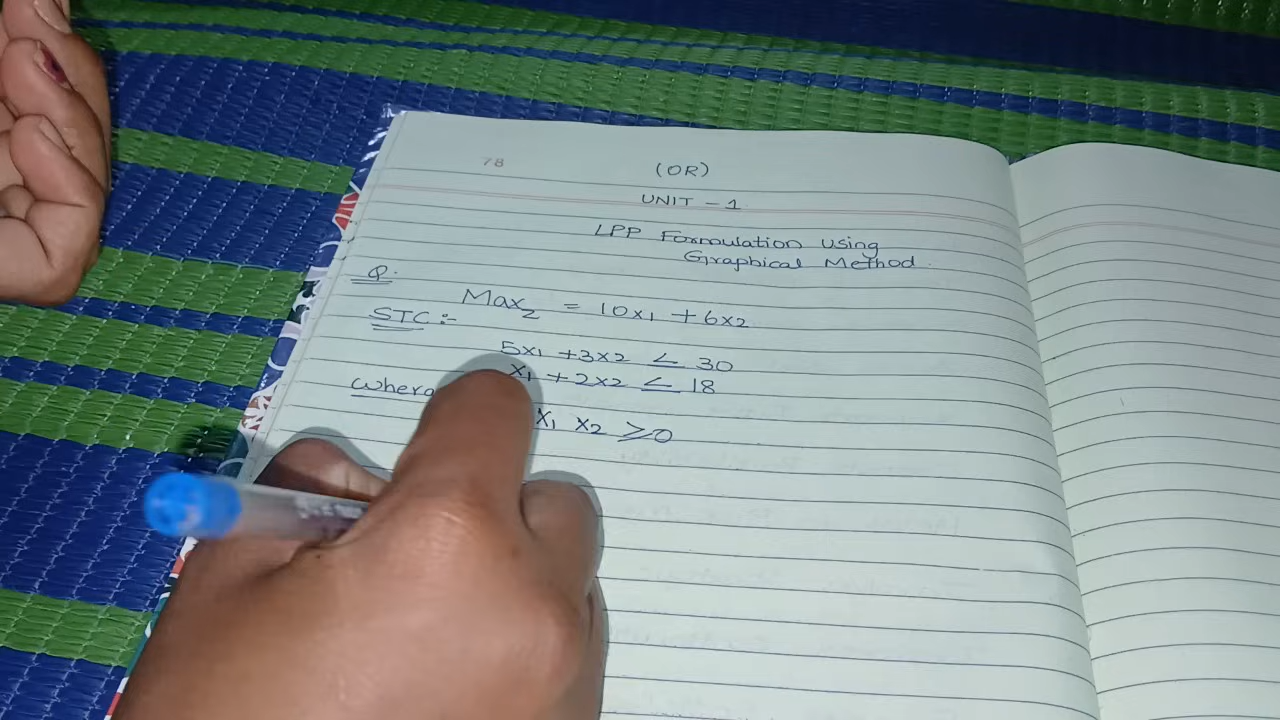 78
(OR)
UNIT - 1
LPP Formulation Using
Graphical Method
Q.
Max z = 10x₁ + 6x₂
STC :-
5x₁ + 3x₂ ≤ 30
x₁ + 2x₂ ≤ 18
x₁ x₂ ≥ 0